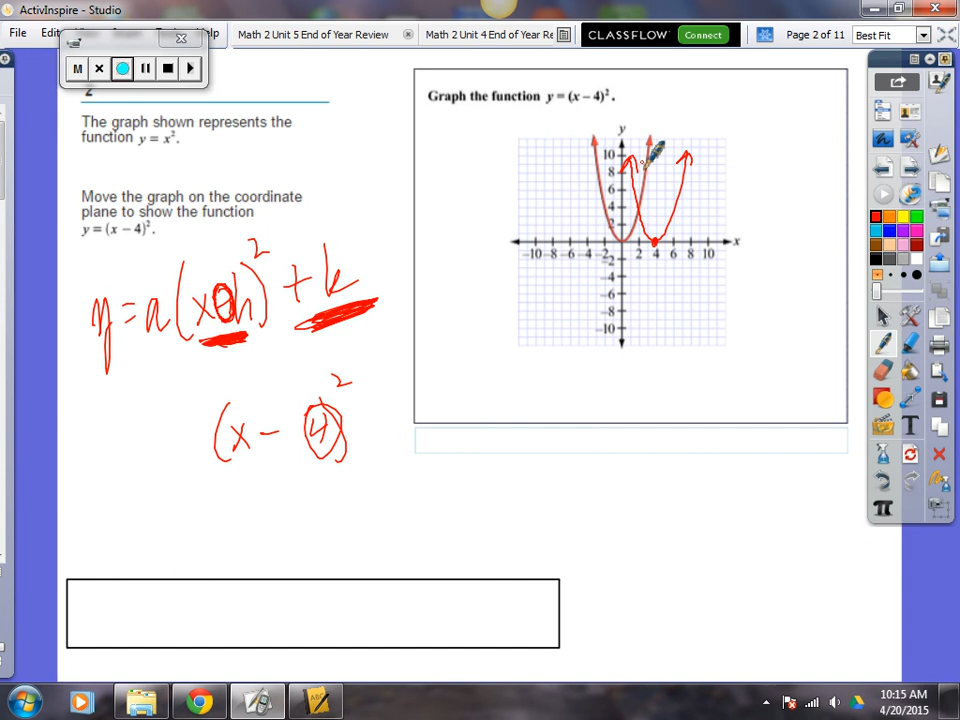 ActivInspire - Studio
File
Math 2 Unit 5 End of Year Review
Math 2 Unit 4 End of Year Re
CLASSFLOW
Connect
Page 2 of 11
Best Fit
M
2
The graph shown represents the
function y = x².
Move the graph on the coordinate
plane to show the function
y = (x – 4)².
y = a(x-h)² + k
(x - 4)²
Graph the function y = (x – 4)².
y
10
8
6
4
2
-10 -8 -6 -4 -2 2 4 6 8 10 x
-2
-4
-6
-8
-10
T
π
ABC
10:15 AM
4/20/2015